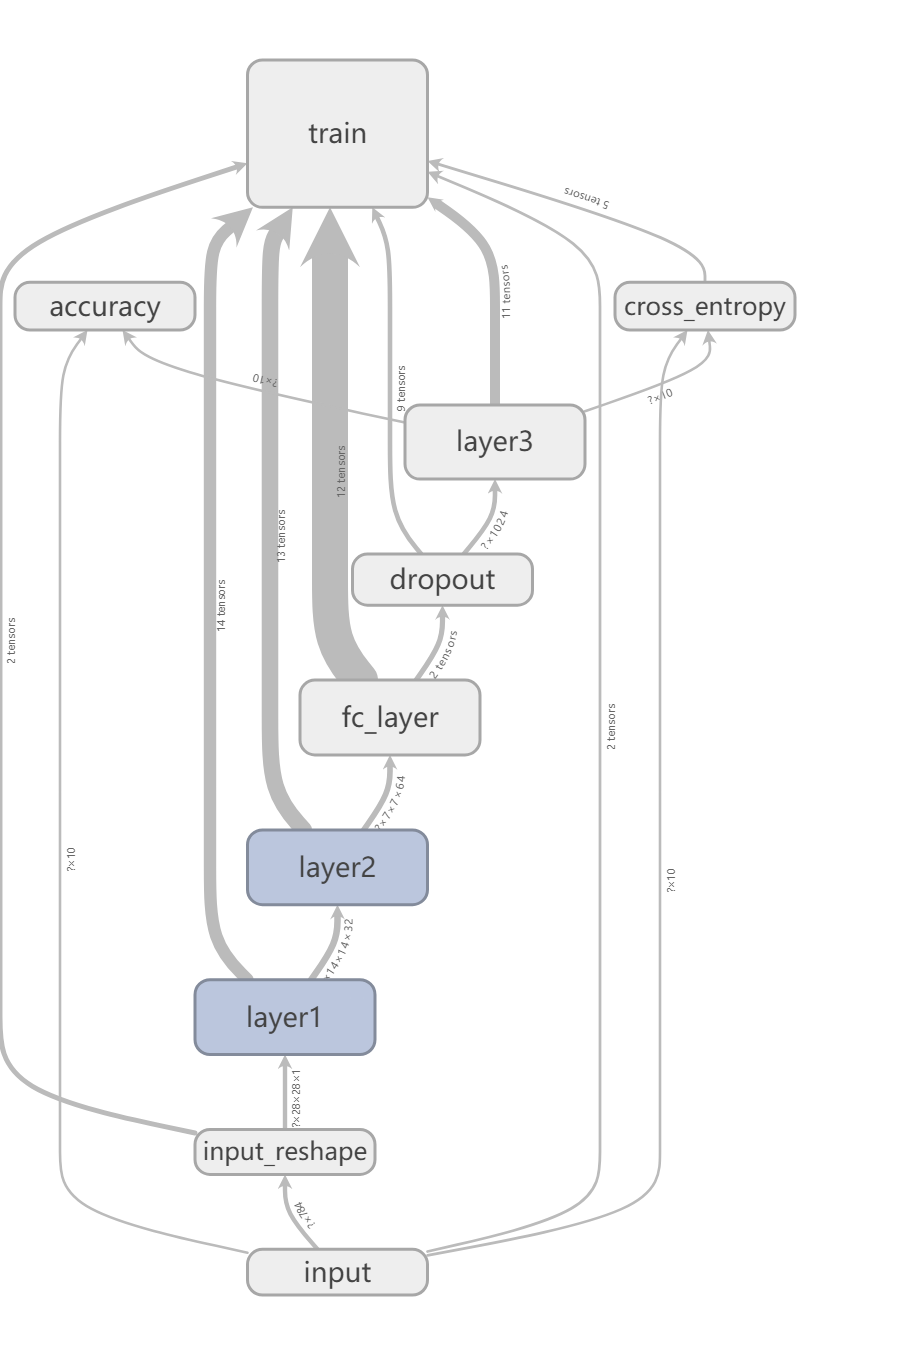 train
5 tensors
accuracy
cross_entropy
11 tensors
?×10
9 tensors
?×10
layer3
12 tensors
13 tensors
?×1024
dropout
14 tensors
2 tensors
2 tensors
fc_layer
2 tensors
?×7×7×64
layer2
?×10
?×10
×14×14×32
layer1
?×28×28×1
input_reshape
?×784
input